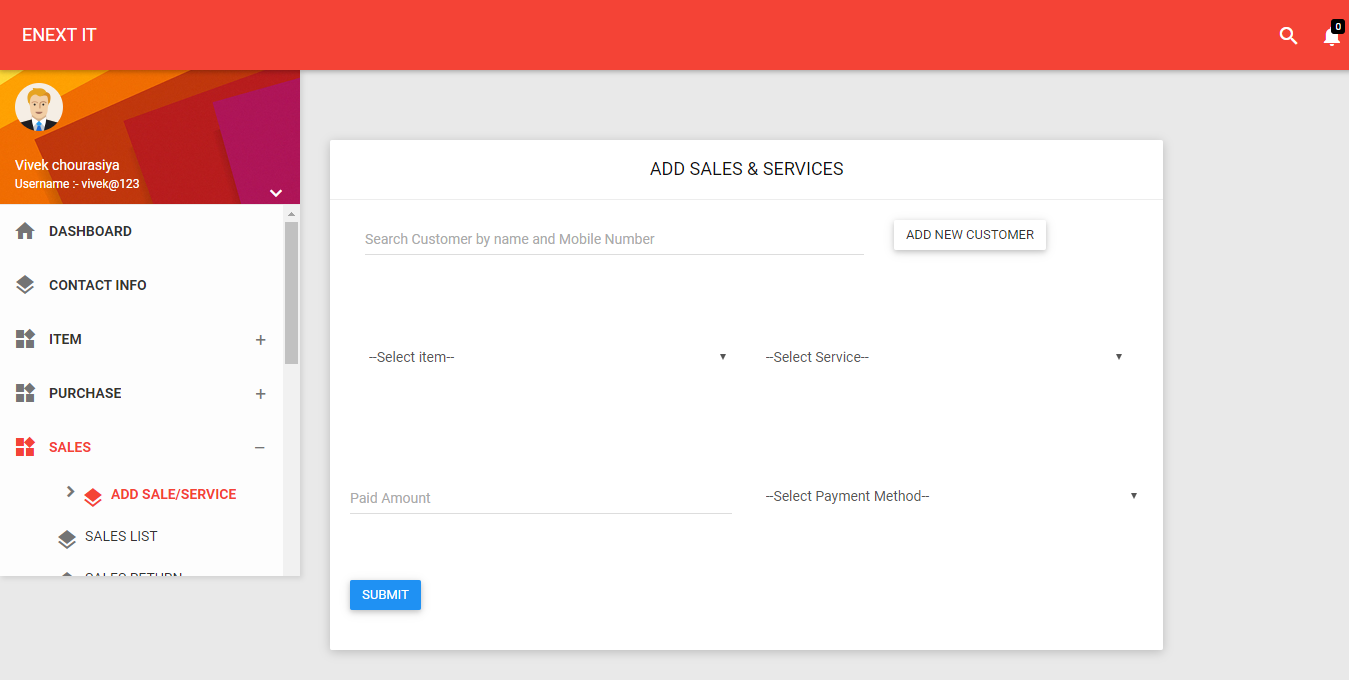 ENEXT IT
0
Vivek chourasiya
Username :- vivek@123
DASHBOARD
CONTACT INFO
ITEM
PURCHASE
SALES
ADD SALE/SERVICE
SALES LIST
SALES RETURN
ADD SALES & SERVICES
Search Customer by name and Mobile Number
ADD NEW CUSTOMER
--Select item--
--Select Service--
Paid Amount
--Select Payment Method--
SUBMIT